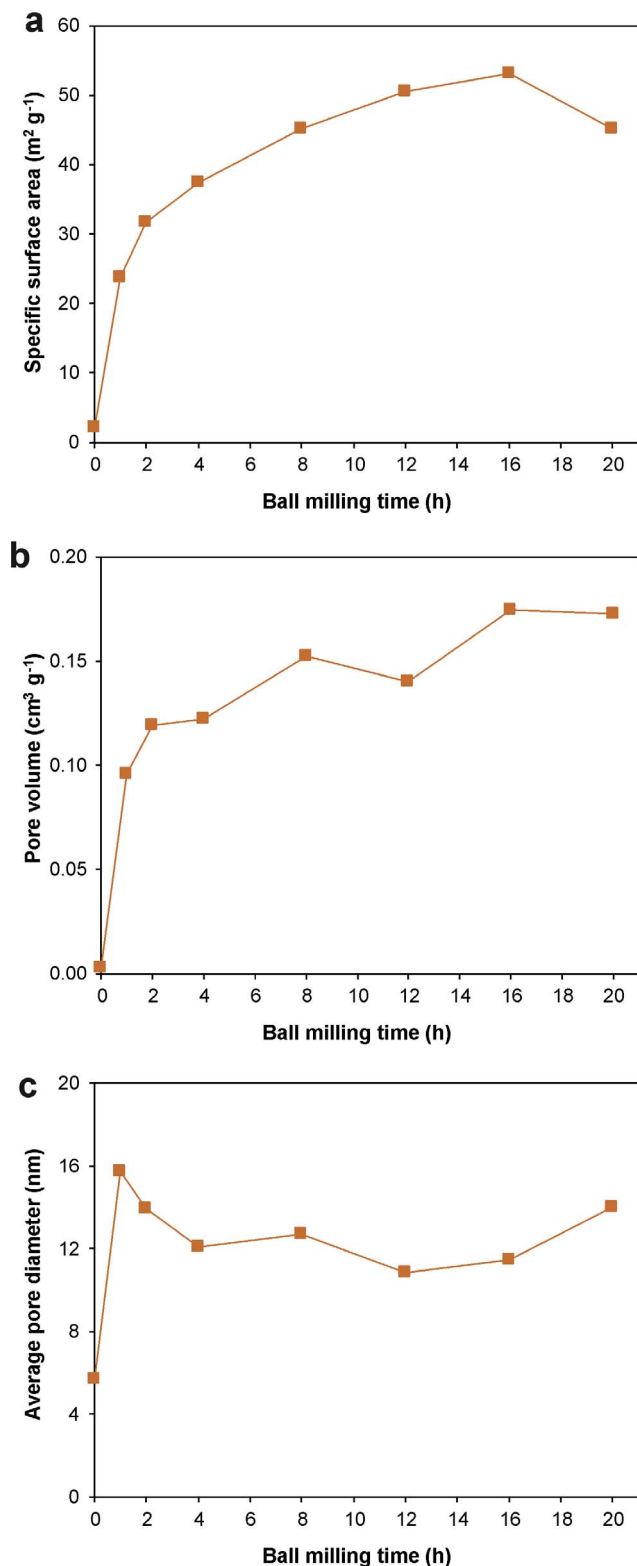 a
Specific surface area (m² g⁻¹)
60
50
40
30
20
10
0
0 2 4 6 8 10 12 14 16 18 20
Ball milling time (h)
b
Pore volume (cm³ g⁻¹)
0.20
0.15
0.10
0.05
0.00
0 2 4 6 8 10 12 14 16 18 20
Ball milling time (h)
c
Average pore diameter (nm)
20
16
12
8
4
0
0 2 4 6 8 10 12 14 16 18 20
Ball milling time (h)